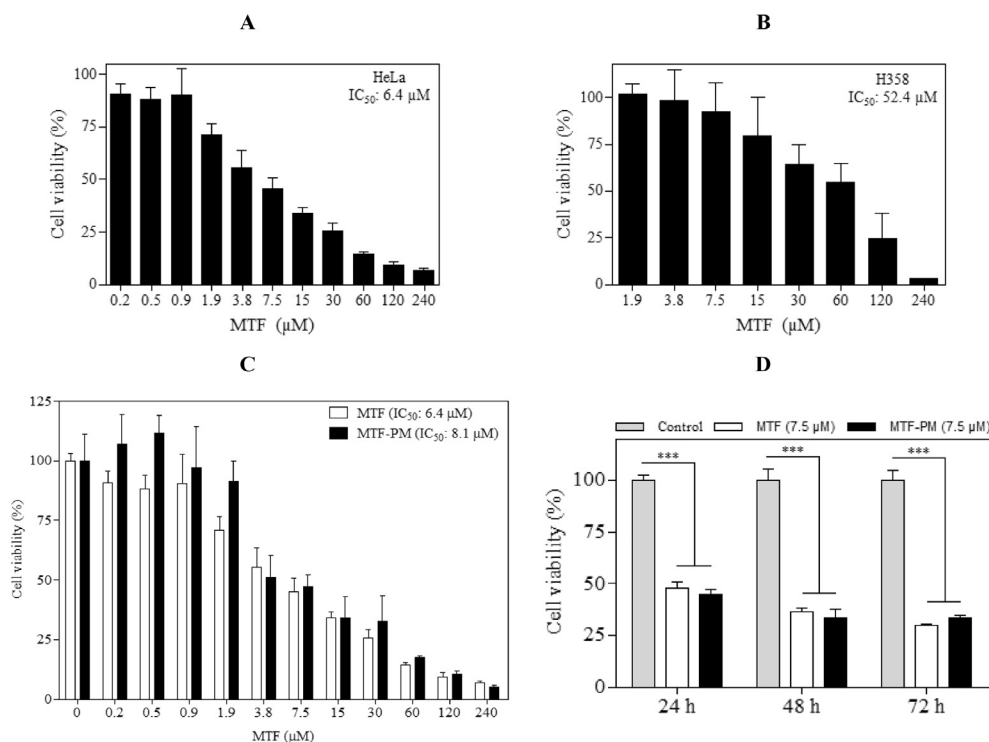 A
HeLa
IC50: 6.4 µM
Cell viability (%)
100
75
50
25
0
0.2 0.5 0.9 1.9 3.8 7.5 15 30 60 120 240
MTF (µM)
B
H358
IC50: 52.4 µM
Cell viability (%)
100
75
50
25
0
1.9 3.8 7.5 15 30 60 120 240
MTF (µM)
C
MTF (IC50: 6.4 µM)
MTF-PM (IC50: 8.1 µM)
Cell viability (%)
125
100
75
50
25
0
0 0.2 0.5 0.9 1.9 3.8 7.5 15 30 60 120 240
MTF (µM)
D
Control MTF (7.5 µM) MTF-PM (7.5 µM)
*** *** ***
Cell viability (%)
100
75
50
25
0
24 h 48 h 72 h